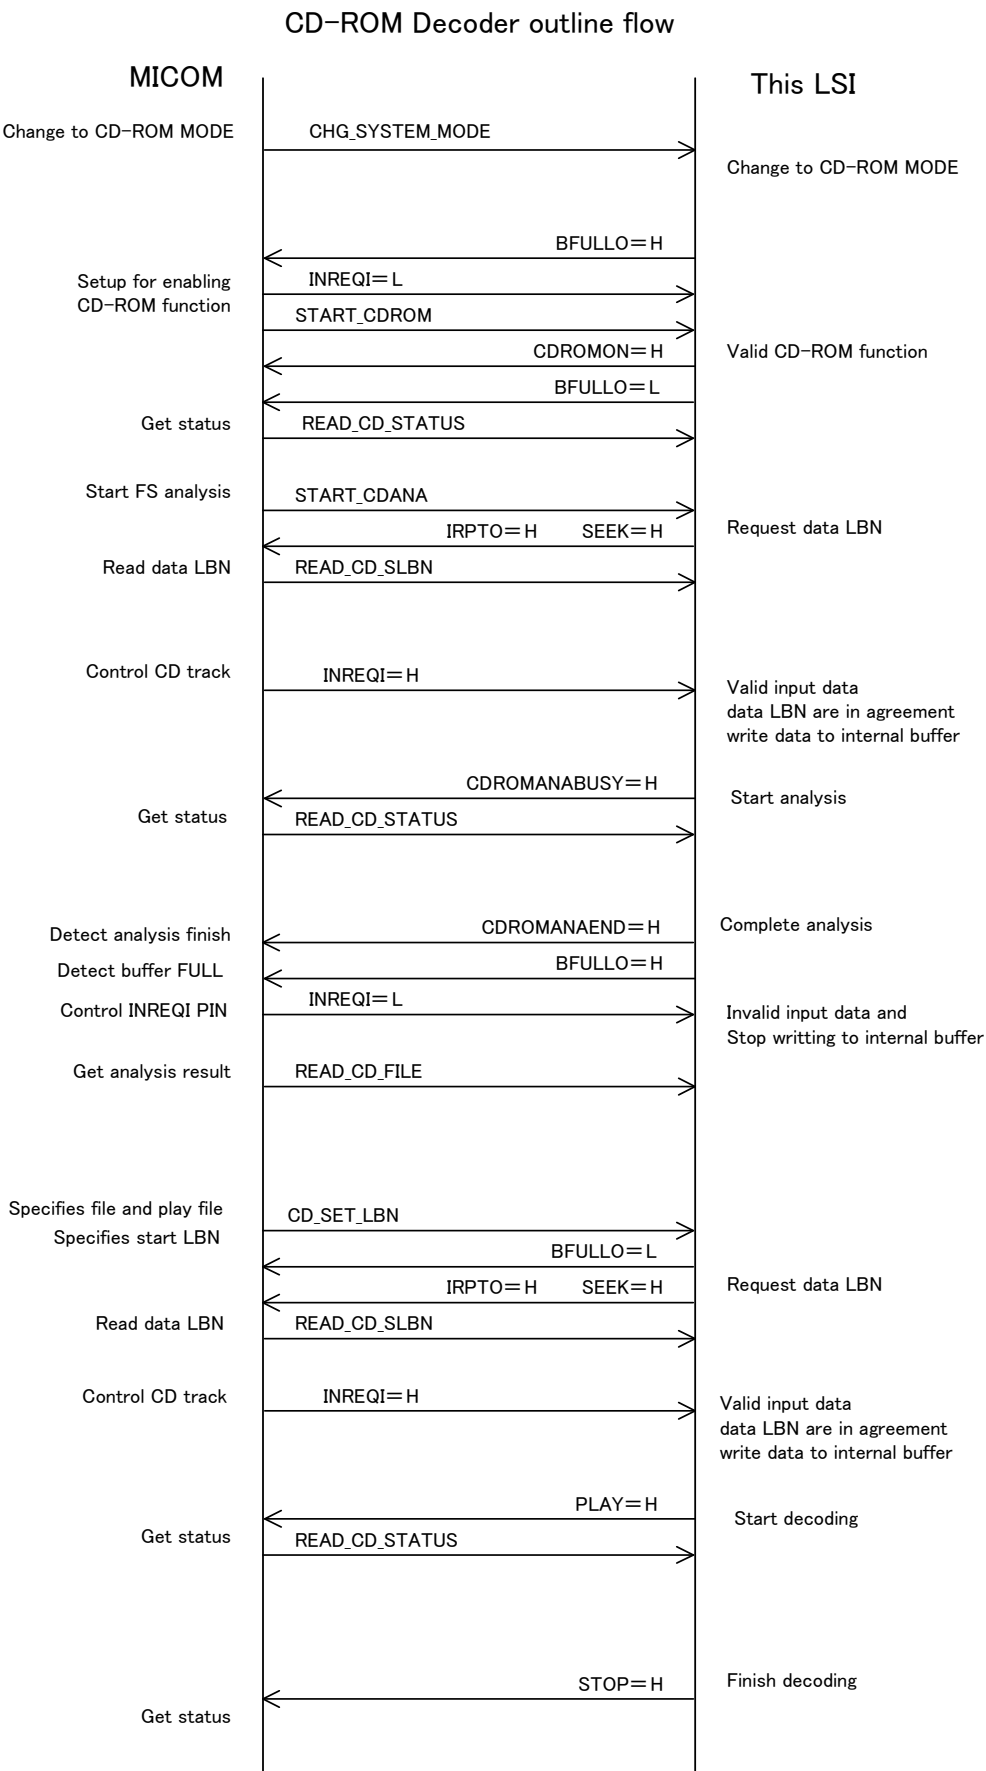 CD-ROM Decoder outline flow
MICOM
This LSI
Change to CD-ROM MODE
CHG_SYSTEM_MODE
Change to CD-ROM MODE
BFULLO=H
Setup for enabling
CD-ROM function
INREQI=L
START_CDROM
CDROMON=H
Valid CD-ROM function
BFULLO=L
Get status
READ_CD_STATUS
Start FS analysis
START_CDANA
IRPTO=H SEEK=H
Request data LBN
Read data LBN
READ_CD_SLBN
Control CD track
INREQI=H
Valid input data
data LBN are in agreement
write data to internal buffer
CDROMANABUSY=H
Start analysis
Get status
READ_CD_STATUS
CDROMANAEND=H
Complete analysis
Detect analysis finish
BFULLO=H
Detect buffer FULL
INREQI=L
Control INREQI PIN
Invalid input data and
Stop writting to internal buffer
Get analysis result
READ_CD_FILE
Specifies file and play file
Specifies start LBN
CD_SET_LBN
BFULLO=L
IRPTO=H SEEK=H
Request data LBN
Read data LBN
READ_CD_SLBN
Control CD track
INREQI=H
Valid input data
data LBN are in agreement
write data to internal buffer
PLAY=H
Start decoding
Get status
READ_CD_STATUS
STOP=H
Finish decoding
Get status